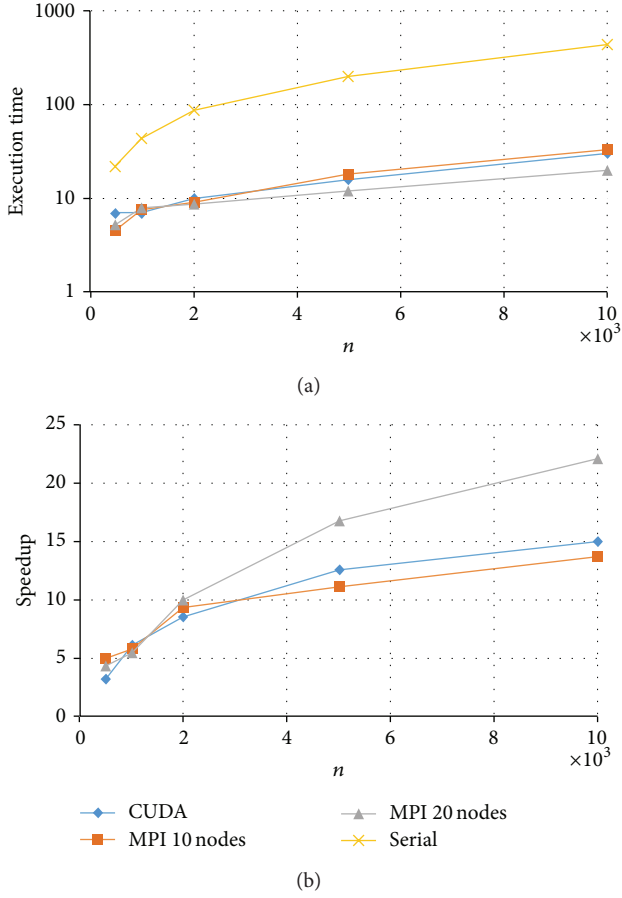 1000
100
10
1
Execution time
0 2 4 6 8 10
×10³
n
(a)
25
20
15
10
5
0
Speedup
0 2 4 6 8 10
×10³
n
CUDA MPI 20 nodes
MPI 10 nodes Serial
(b)